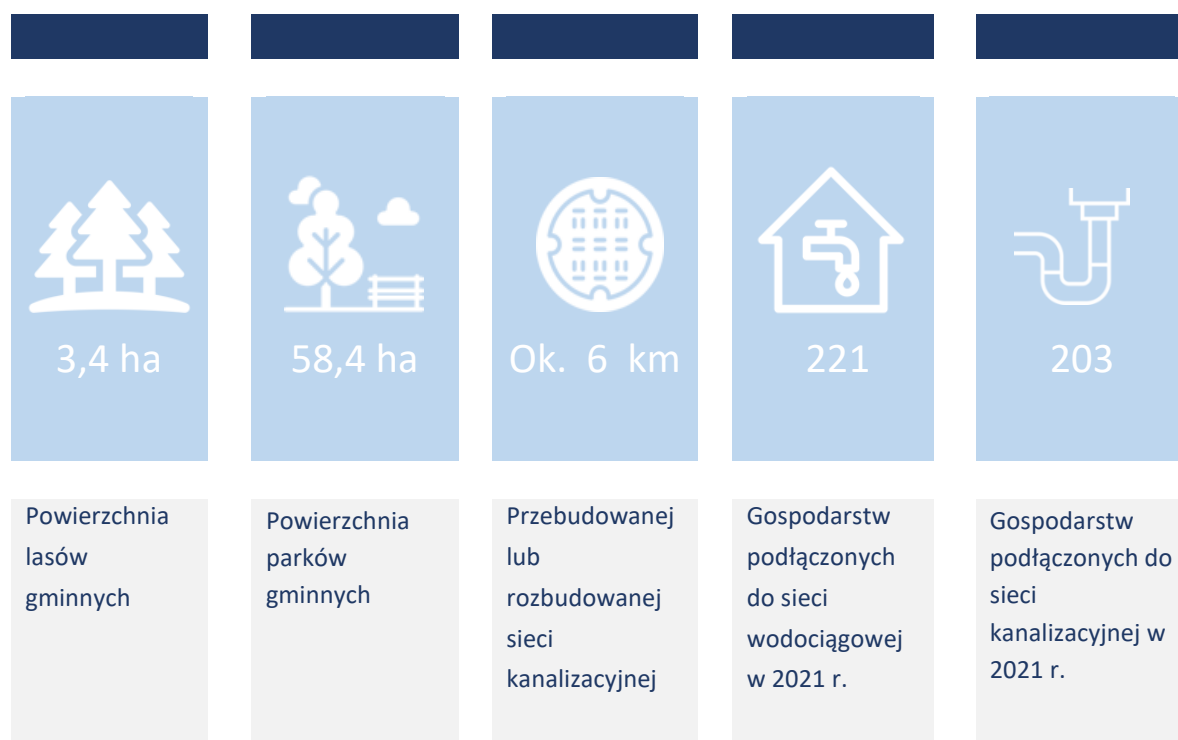 3,4 ha
58,4 ha
Ok. 6 km
221
203
Powierzchnia
lasów
gminnych
Powierzchnia
parków
gminnych
Przebudowanej
lub
rozbudowanej
sieci
kanalizacyjnej
Gospodarstw
podłączonych
do sieci
wodociągowej
w 2021 r.
Gospodarstw
podłączonych do
sieci
kanalizacyjnej w
2021 r.